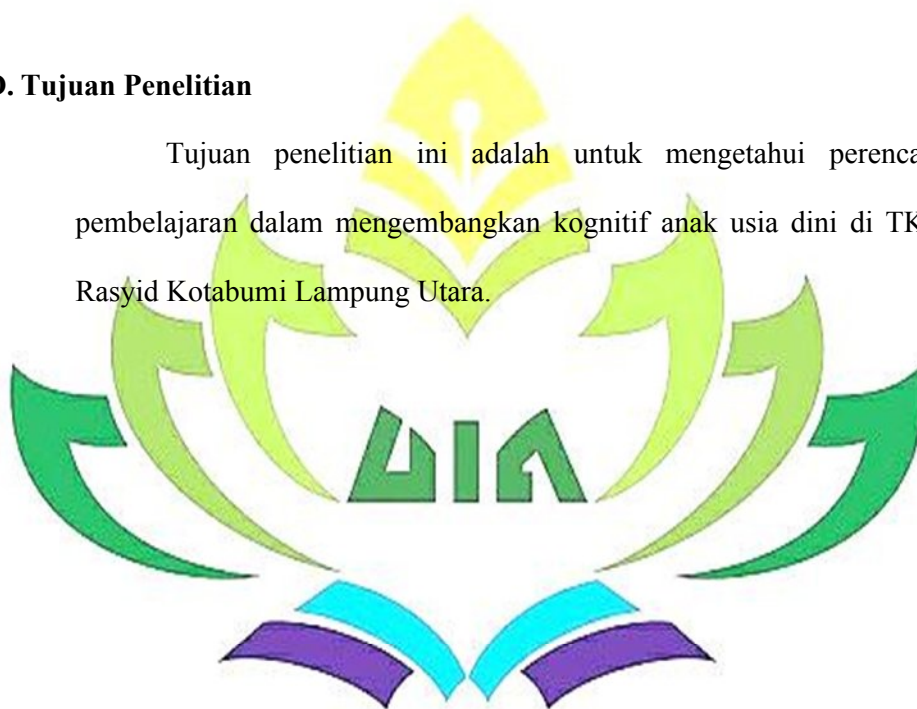 D. Tujuan Penelitian
Tujuan penelitian ini adalah untuk mengetahui perenca
pembelajaran dalam mengembangkan kognitif anak usia dini di TK
Rasyid Kotabumi Lampung Utara.
UIN